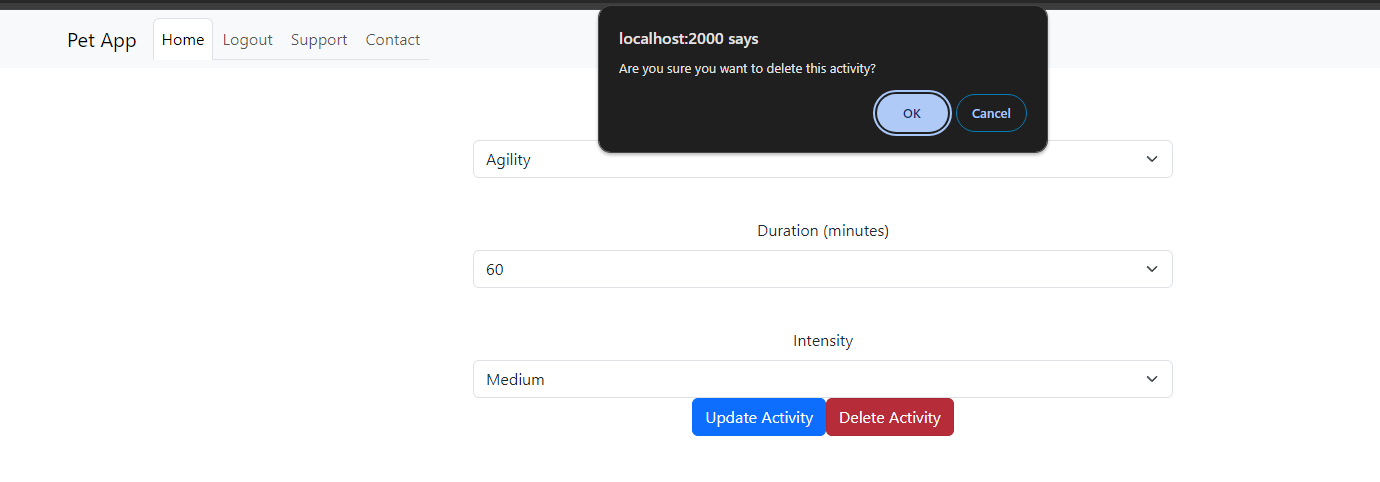 Pet App Home Logout Support Contact
localhost:2000 says
Are you sure you want to delete this activity?
OK Cancel
Agility
Duration (minutes)
60
Intensity
Medium
Update Activity Delete Activity